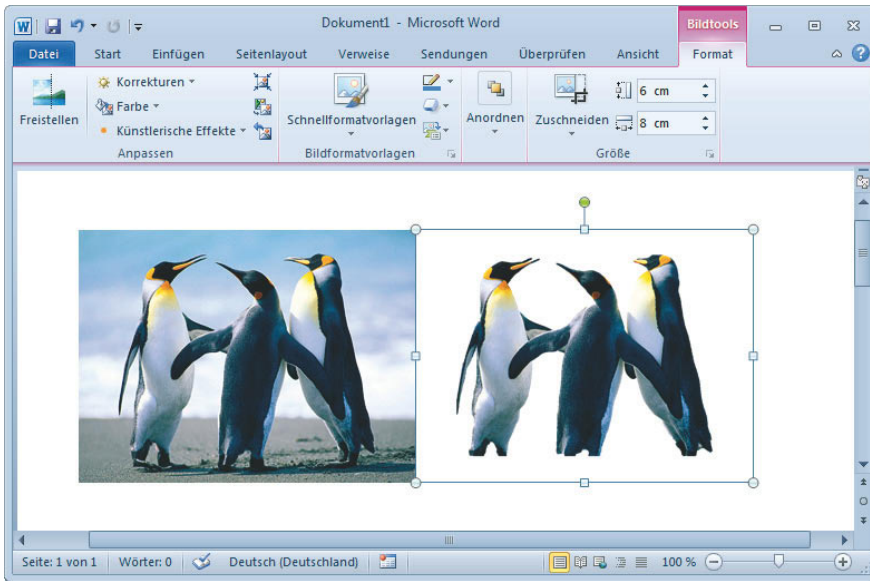 W Dokument1 - Microsoft Word Bildtools
Datei Start Einfügen Seitenlayout Verweise Sendungen Überprüfen Ansicht Format
Freistellen
Korrekturen
Farbe
Künstlerische Effekte
Anpassen
Schnellformatvorlagen
Bildformatvorlagen
Anordnen
Zuschneiden
6 cm
8 cm
Größe
Seite: 1 von 1 Wörter: 0 Deutsch (Deutschland) 100 %